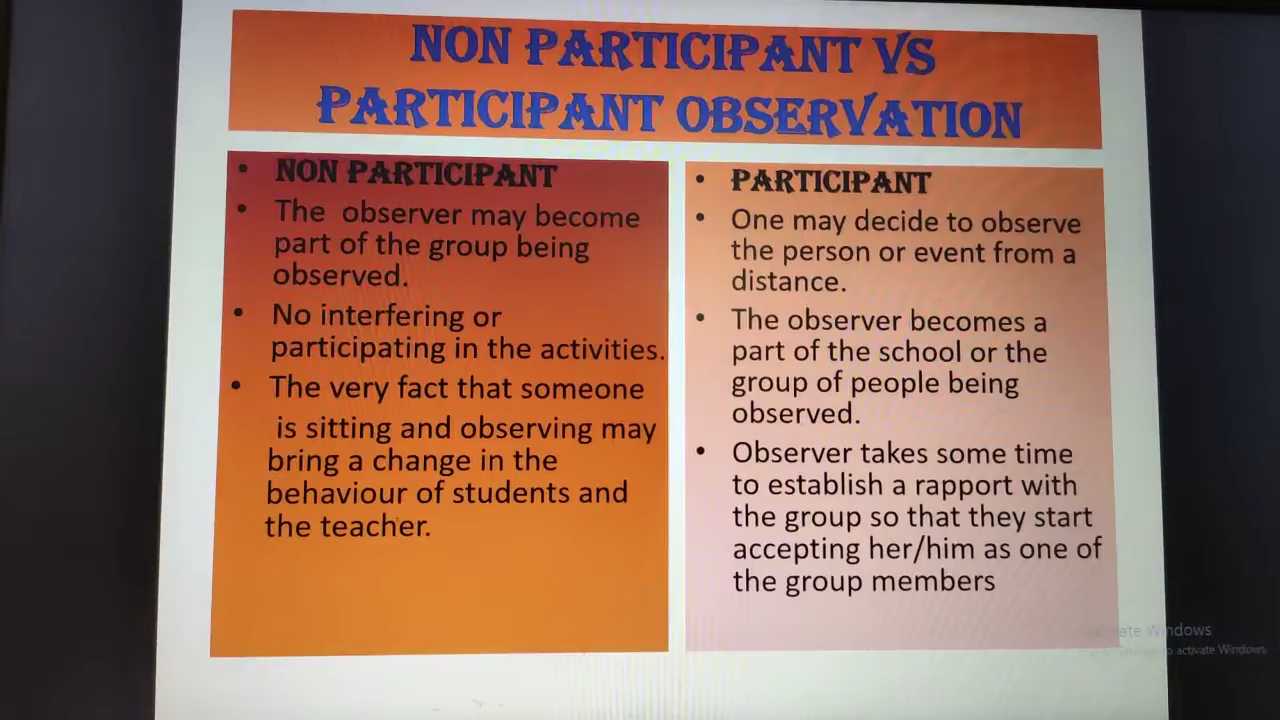 NON PARTICIPANT VS
PARTICIPANT OBSERVATION
• NON PARTICIPANT
• The observer may become
part of the group being
observed.
• No interfering or
participating in the activities.
• The very fact that someone
is sitting and observing may
bring a change in the
behaviour of students and
the teacher.
• PARTICIPANT
• One may decide to observe
the person or event from a
distance.
• The observer becomes a
part of the school or the
group of people being
observed.
• Observer takes some time
to establish a rapport with
the group so that they start
accepting her/him as one of
the group members
Windows
to activate Windows.